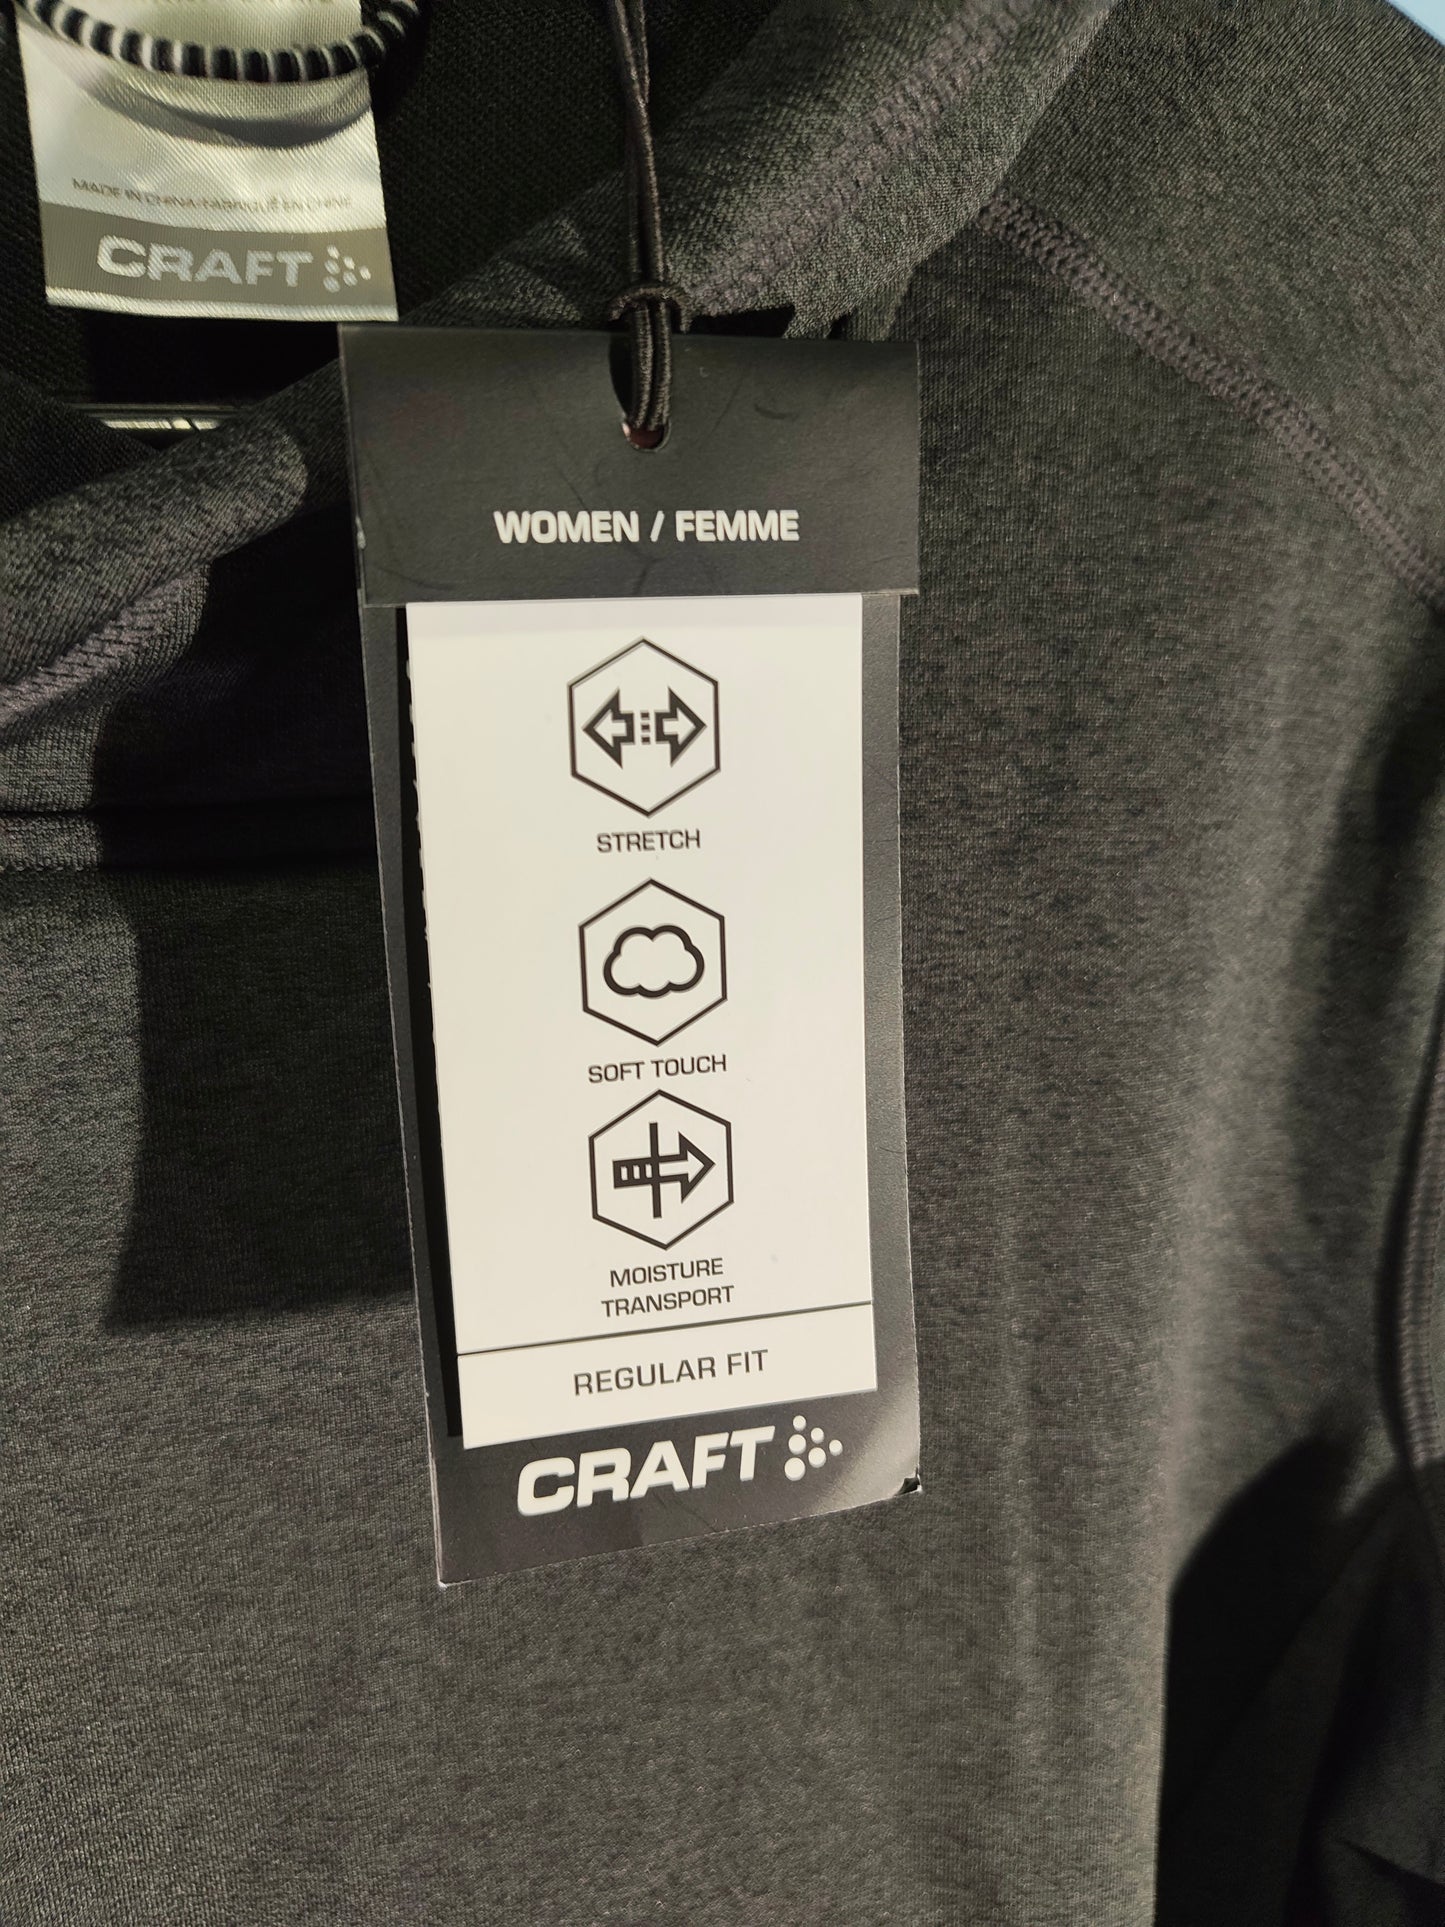 MADE IN CHINA-FABRIQUÉ EN CHINE
CRAFT
WOMEN / FEMME
STRETCH
SOFT TOUCH
MOISTURE
TRANSPORT
REGULAR FIT
CRAFT